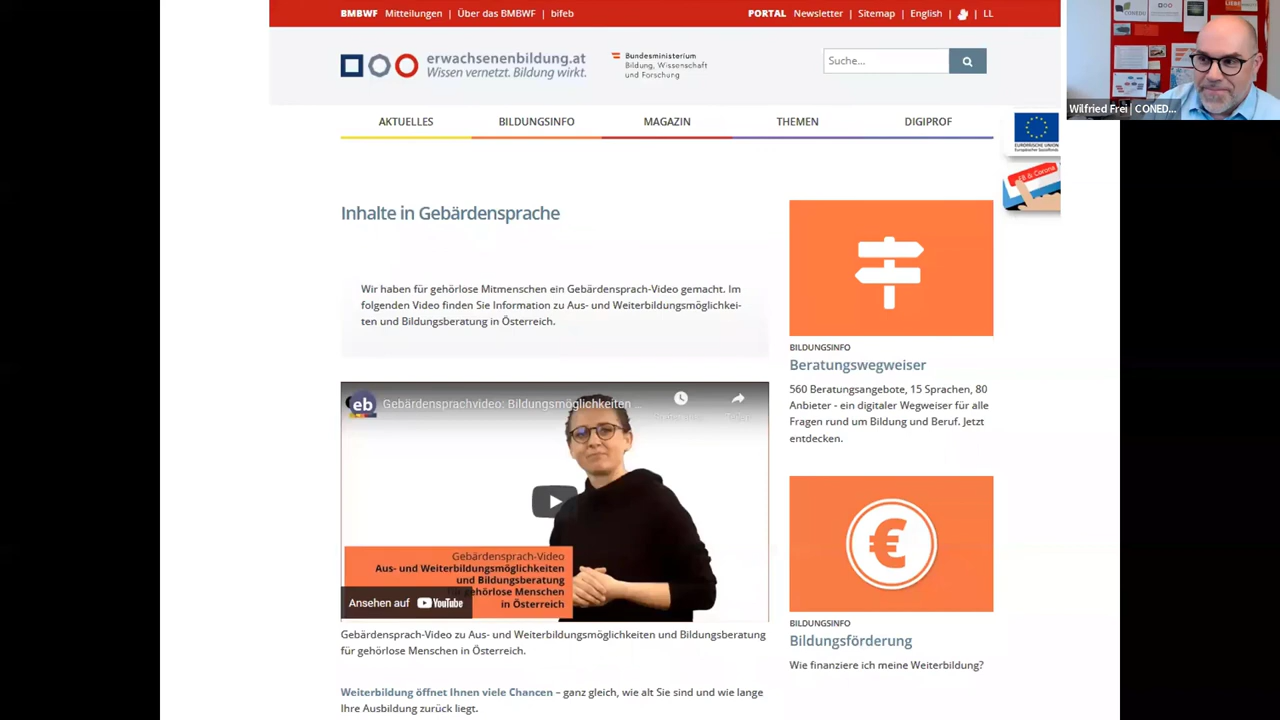 BMBWF Mitteilungen | Über das BMBWF | bifeb
PORTAL Newsletter | Sitemap | English | | LL
erwachsenenbildung.at
Wissen vernetzt. Bildung wirkt.
Bundesministerium
Bildung, Wissenschaft
und Forschung
Suche...
Wilfried Frei | CONED...
AKTUELLES
BILDUNGSINFO
MAGAZIN
THEMEN
DIGIPROF
EUROPÄISCHE UNION
Europäischer Sozialfonds
EB & Corona
Inhalte in Gebärdensprache
Wir haben für gehörlose Mitmenschen ein Gebärdensprach-Video gemacht. Im
folgenden Video finden Sie Information zu Aus- und Weiterbildungsmöglichkei-
ten und Bildungsberatung in Österreich.
eb
Gebärdensprachvideo: Bildungsmöglichkeiten ...
Gebärdensprach-Video
Aus- und Weiterbildungsmöglichkeiten
und Bildungsberatung
gehörlose Menschen
in Österreich
Ansehen auf YouTube
Gebärdensprach-Video zu Aus- und Weiterbildungsmöglichkeiten und Bildungsberatung
für gehörlose Menschen in Österreich.
Weiterbildung öffnet Ihnen viele Chancen – ganz gleich, wie alt Sie sind und wie lange
Ihre Ausbildung zurück liegt.
BILDUNGSINFO
Beratungswegweiser
560 Beratungsangebote, 15 Sprachen, 80
Anbieter - ein digitaler Wegweiser für alle
Fragen rund um Bildung und Beruf. Jetzt
entdecken.
€
BILDUNGSINFO
Bildungsförderung
Wie finanziere ich meine Weiterbildung?